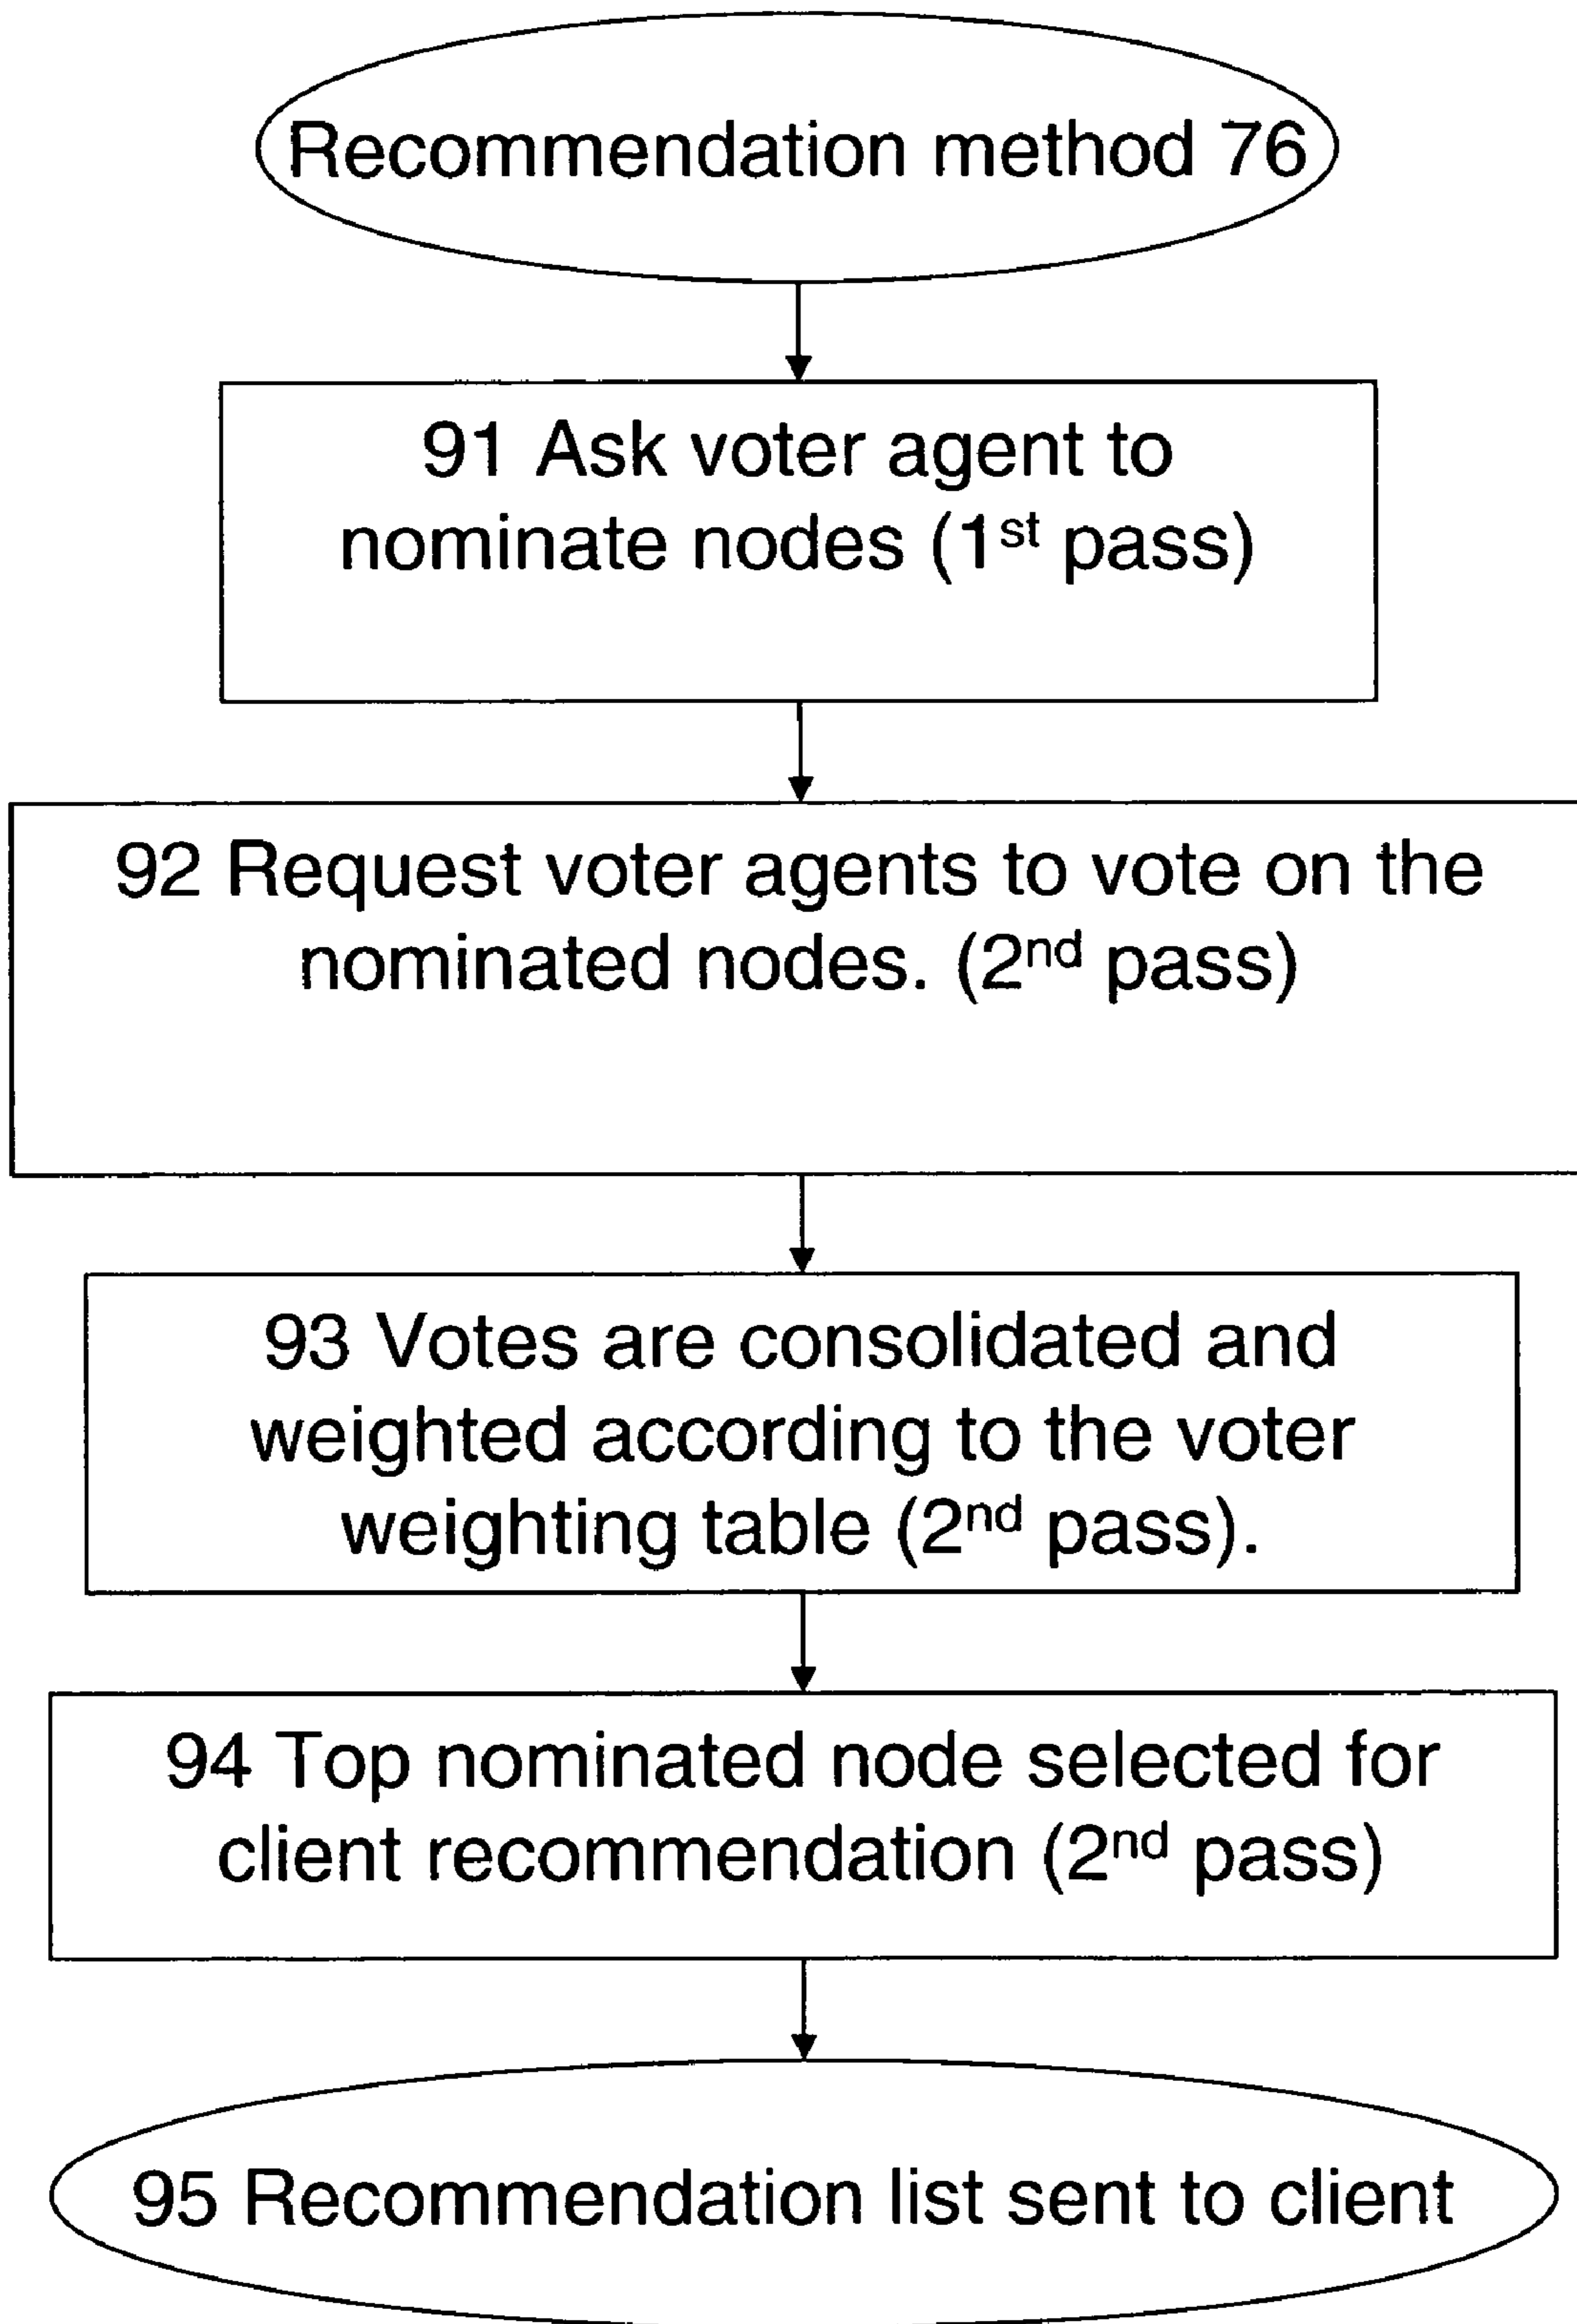 Recommendation method 76
91 Ask voter agent to
nominate nodes (1st pass)
92 Request voter agents to vote on the
nominated nodes. (2nd pass)
93 Votes are consolidated and
weighted according to the voter
weighting table (2nd pass).
94 Top nominated node selected for
client recommendation (2nd pass)
95 Recommendation list sent to client